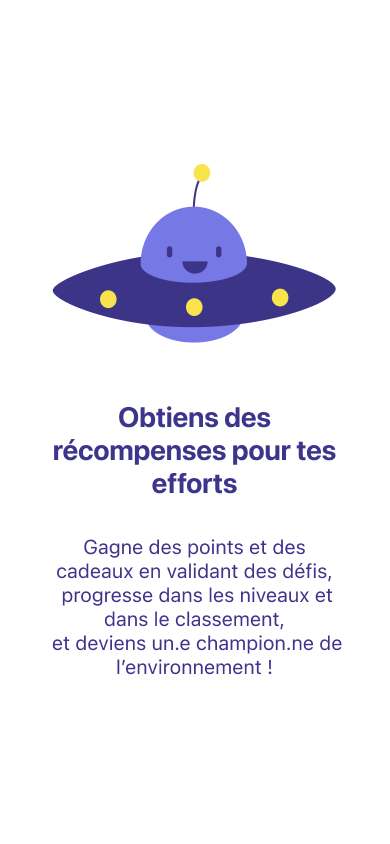 Obtiens des
récompenses pour tes
efforts
Gagne des points et des
cadeaux en validant des défis,
progresse dans les niveaux et
dans le classement,
et deviens un.e champion.ne de
l’environnement !